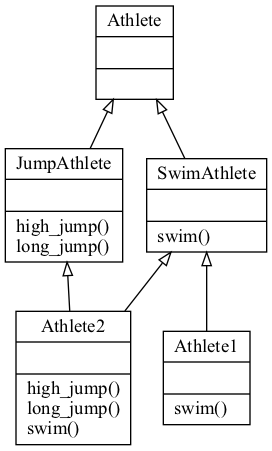 Athlete
JumpAthlete
high_jump()
long_jump()
SwimAthlete
swim()
Athlete2
high_jump()
long_jump()
swim()
Athlete1
swim()